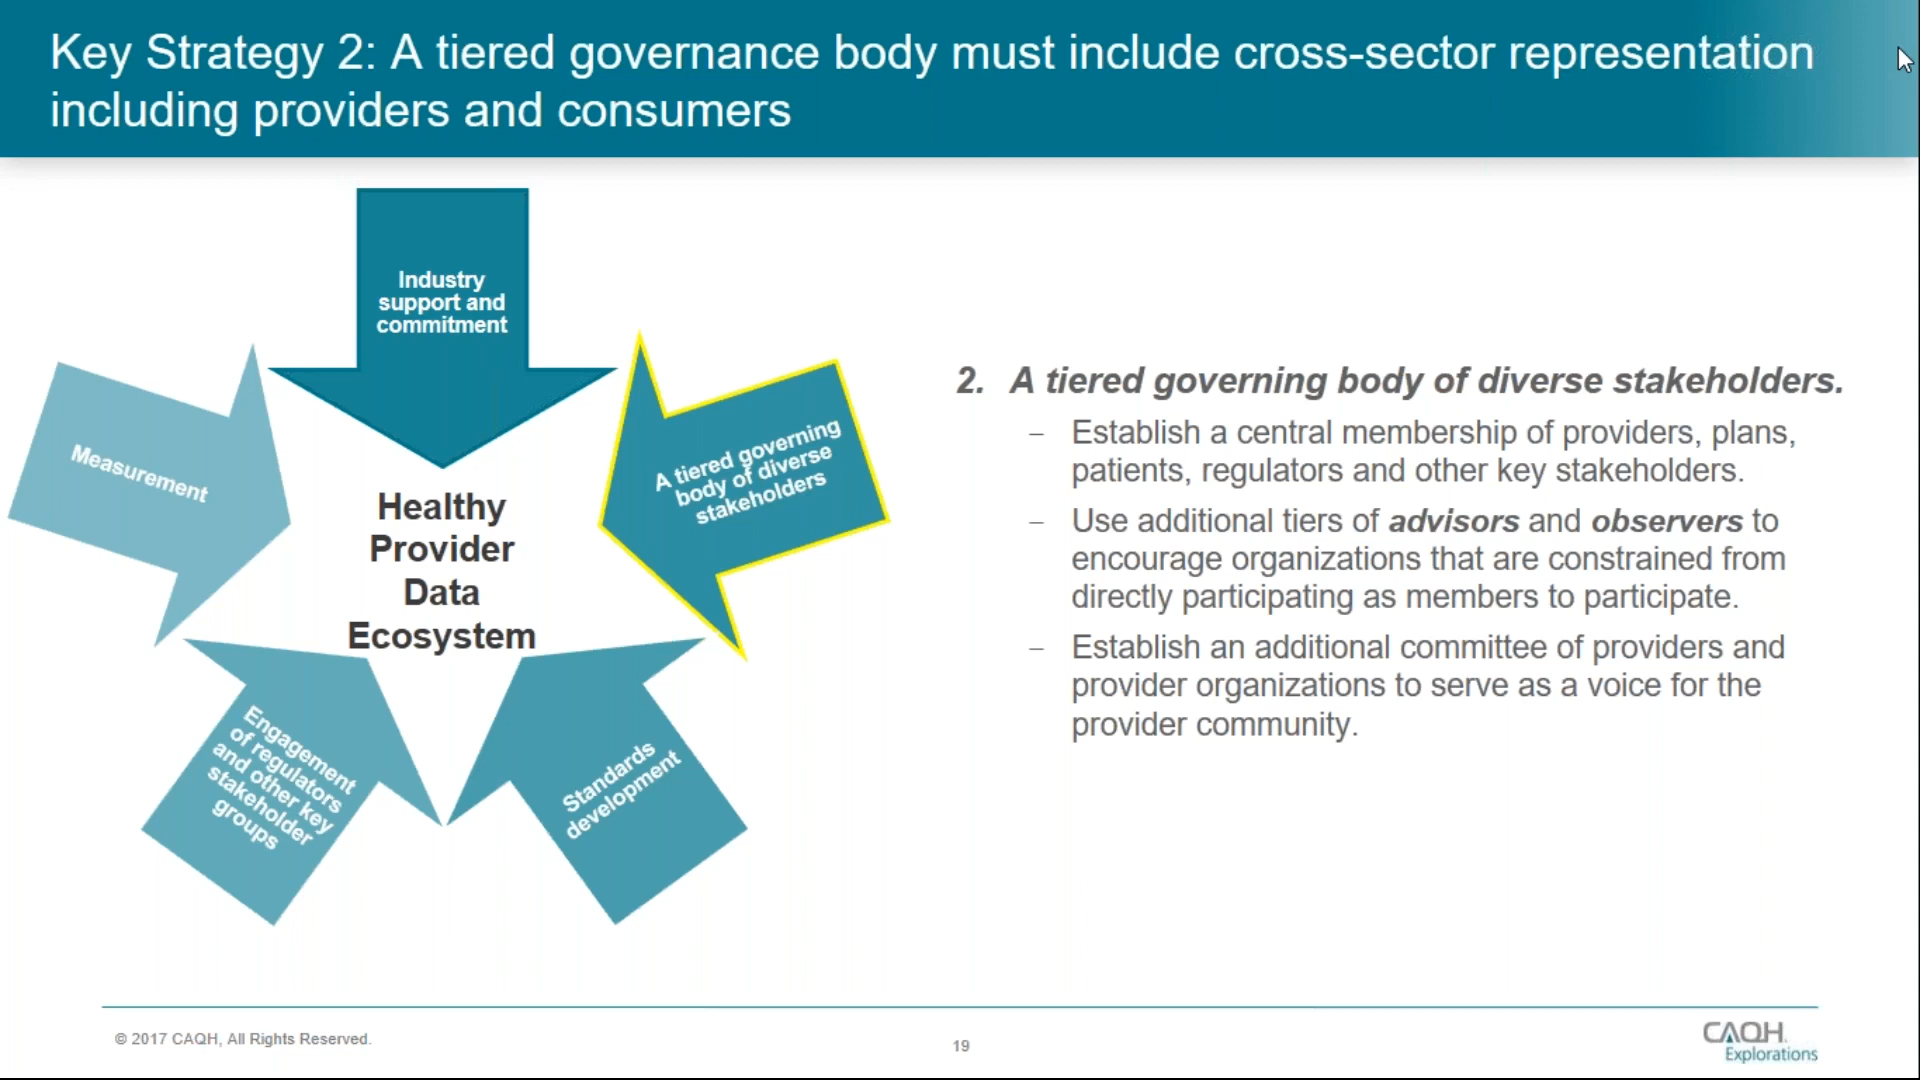 Key Strategy 2: A tiered governance body must include cross-sector representation
including providers and consumers
Industry
support and
commitment
Measurement
A tiered governing
body of diverse
stakeholders
Healthy
Provider
Data
Ecosystem
Engagement
of regulators
and other key
stakeholder
groups
Standards
development
2. A tiered governing body of diverse stakeholders.
– Establish a central membership of providers, plans,
patients, regulators and other key stakeholders.
– Use additional tiers of advisors and observers to
encourage organizations that are constrained from
directly participating as members to participate.
– Establish an additional committee of providers and
provider organizations to serve as a voice for the
provider community.
© 2017 CAQH, All Rights Reserved.
19
CAQH
Explorations